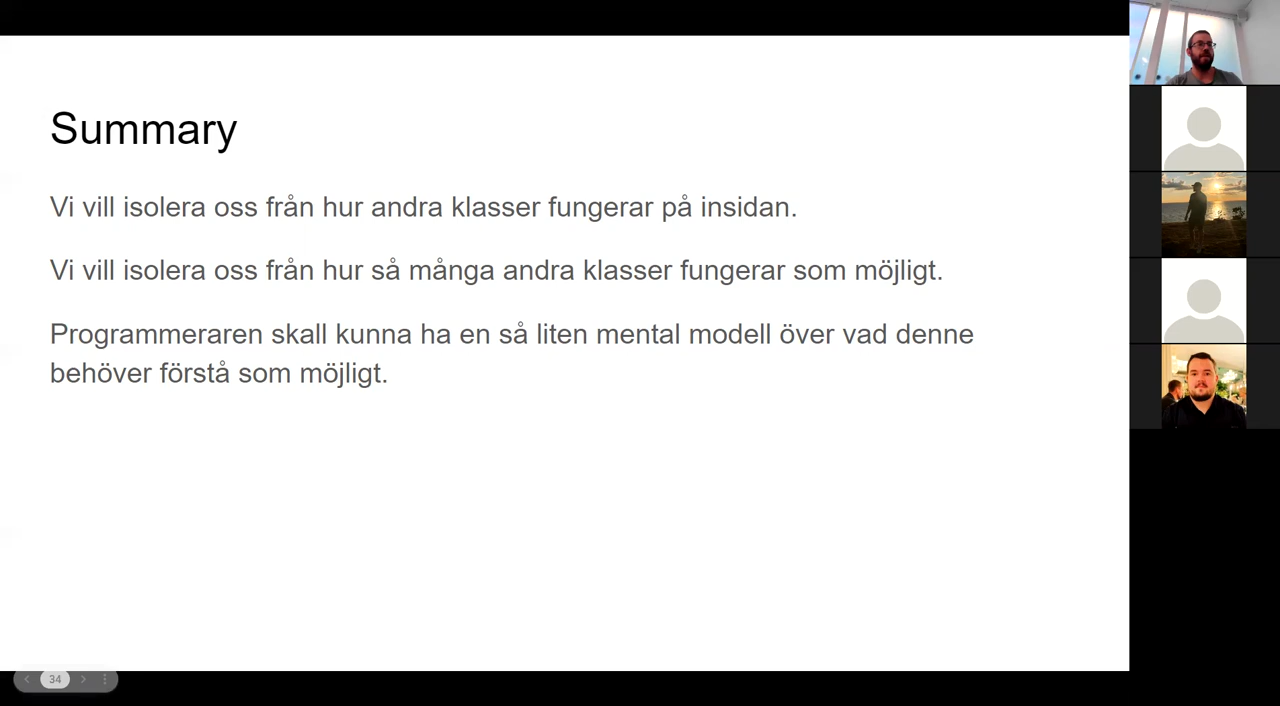 Summary
Vi vill isolera oss från hur andra klasser fungerar på insidan.
Vi vill isolera oss från hur så många andra klasser fungerar som möjligt.
Programmeraren skall kunna ha en så liten mental modell över vad denne
behöver förstå som möjligt.
34